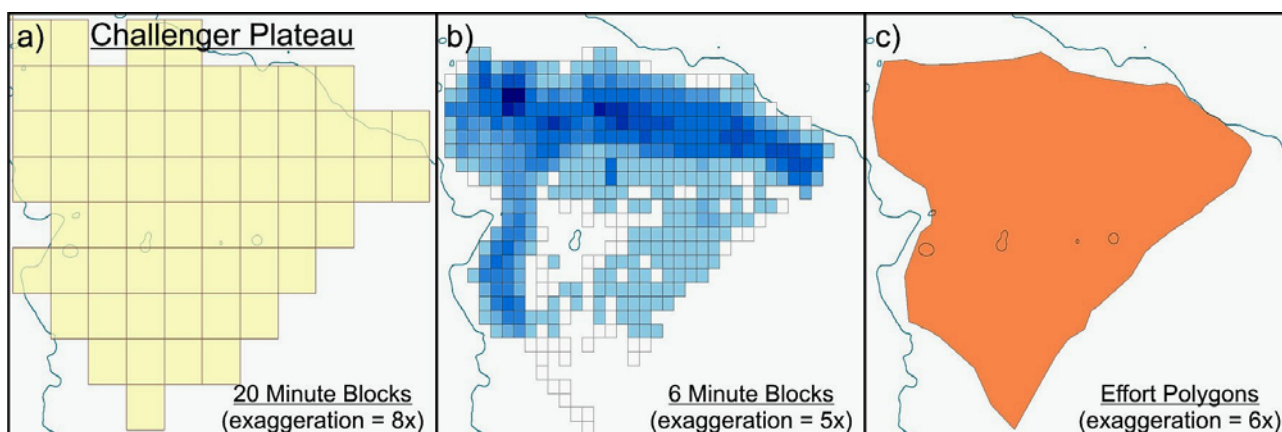 a)
Challenger Plateau
20 Minute Blocks
(exaggeration = 8x)
b)
6 Minute Blocks
(exaggeration = 5x)
c)
Effort Polygons
(exaggeration = 6x)